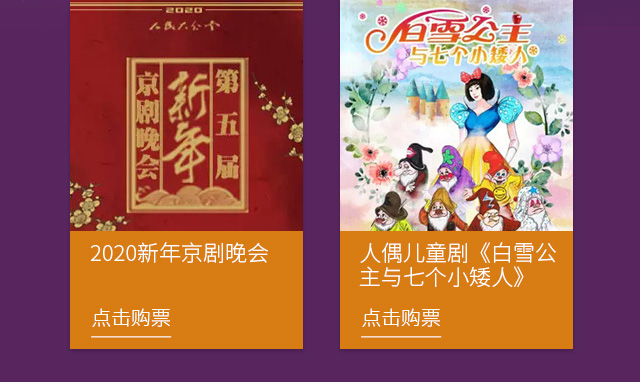 2020
人民大会堂
第五届
新年
京剧晚会
2020新年京剧晚会
点击购票
白雪公主
与七个小矮人
人偶儿童剧《白雪公
主与七个小矮人》
点击购票